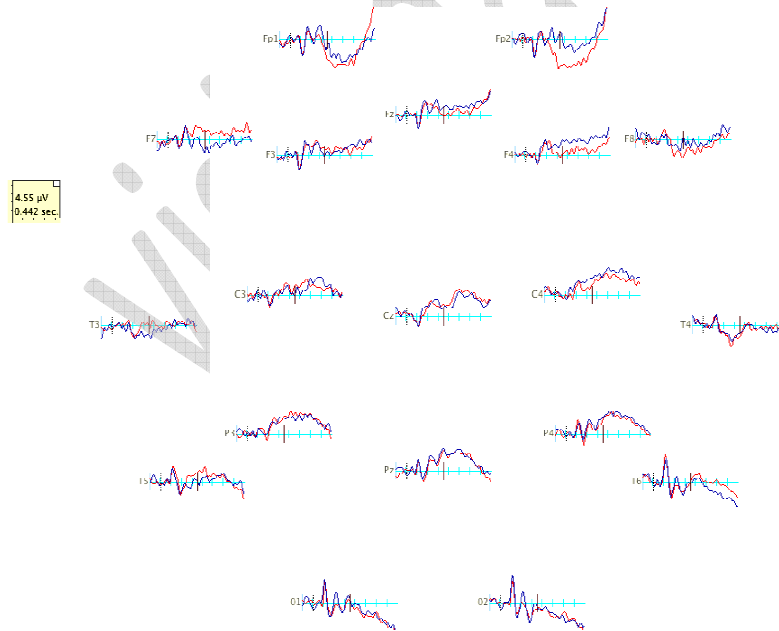 Fp1 Fp2
Fz
F7 F3 F4 F8
4.55 µV
0.442 sec.
C3 C4
Cz
T3 T4
P3 P4
Pz
T5 T6
O1 O2